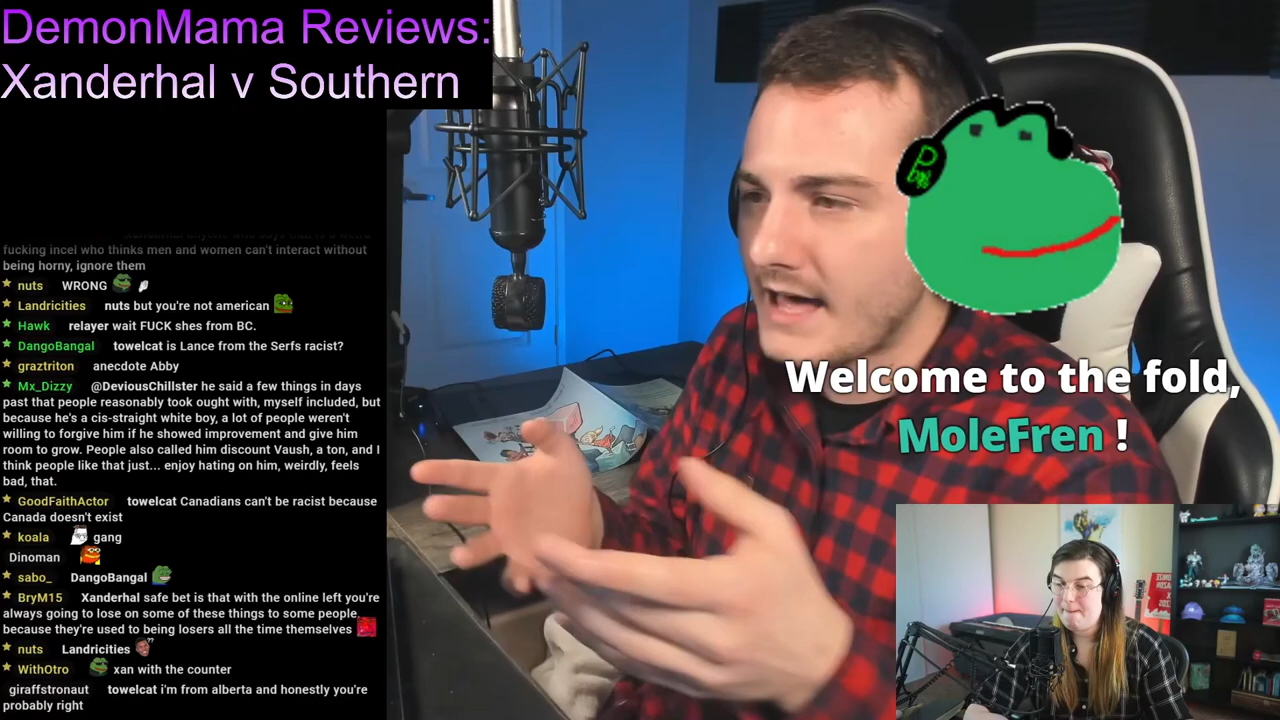 DemonMama Reviews:
Xanderhal v Southern
fucking incel who thinks men and women can't interact without
being horny, ignore them
nuts WRONG
Landricities nuts but you're not american
Hawk relayer wait FUCK shes from BC.
DangoBangal towelcat is Lance from the Serfs racist?
graztriton anecdote Abby
Mx_Dizzy @DeviousChillster he said a few things in days
past that people reasonably took ought with, myself included, but
because he's a cis-straight white boy, a lot of people weren't
willing to forgive him if he showed improvement and give him
room to grow. People also called him discount Vaush, a ton, and I
think people like that just... enjoy hating on him, weirdly, feels
bad, that.
GoodFaithActor towelcat Canadians can't be racist because
Canada doesn't exist
koala gang
Dinoman
sabo_ DangoBangal
BryM15 Xanderhal safe bet is that with the online left you're
always going to lose on some of these things to some people,
because they're used to being losers all the time themselves
nuts Landricities
WithOtro xan with the counter
giraffstronaut towelcat i'm from alberta and honestly you're
probably right
Welcome to the fold,
MoleFren !